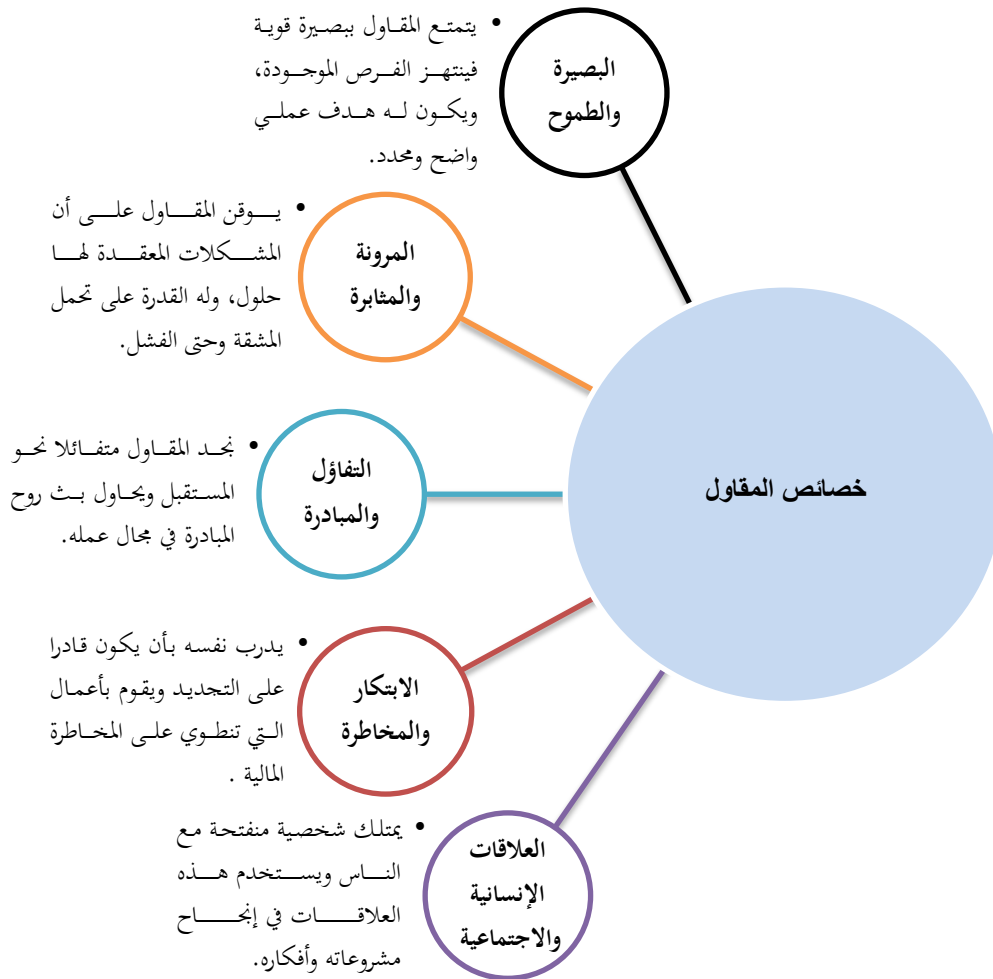 خصائص المقاول
البصيرة
والطموح
يتمتع المقاول ببصيرة قوية
فينتهز الفرص الموجودة،
ويكون له هدف عملي
واضح ومحدد.
المرونة
والمثابرة
يوقن المقاول على أن
المشكلات المعقدة لها
حلول، وله القدرة على تحمل
المشقة وحتى الفشل.
التفاؤل
والمبادرة
نجد المقاول متفائلا نحو
المستقبل ويحاول بث روح
المبادرة في مجال عمله.
الابتكار
والمخاطرة
يدرب نفسه بأن يكون قادرا
على التجديد ويقوم بأعمال
التي تنطوي على المخاطرة
المالية .
العلاقات
الإنسانية
والاجتماعية
يمتلك شخصية منفتحة مع
الناس ويستخدم هذه
العلاقات في إنجاح
مشروعاته وأفكاره.